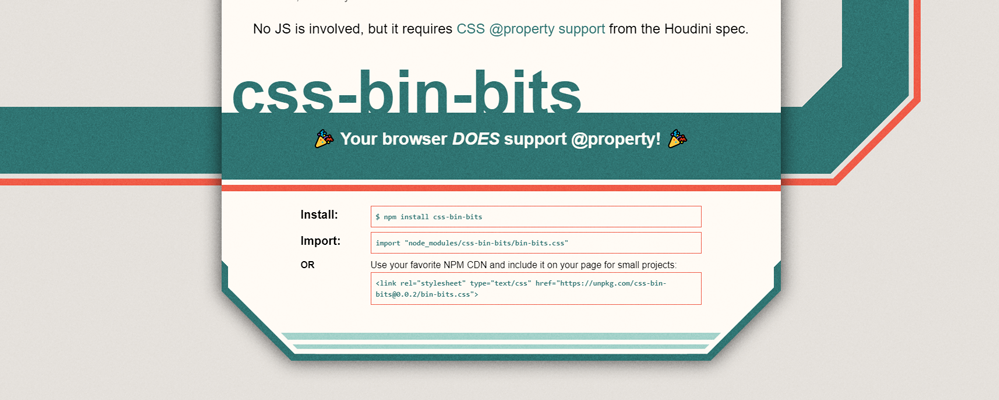 No JS is involved, but it requires CSS @property support from the Houdini spec.
css-bin-bits
🎉 Your browser DOES support @property! 🎉
Install:
$ npm install css-bin-bits
Import:
import "node_modules/css-bin-bits/bin-bits.css"
OR
Use your favorite NPM CDN and include it on your page for small projects:
<link rel="stylesheet" type="text/css" href="https://unpkg.com/css-bin-
bits@0.0.2/bin-bits.css">